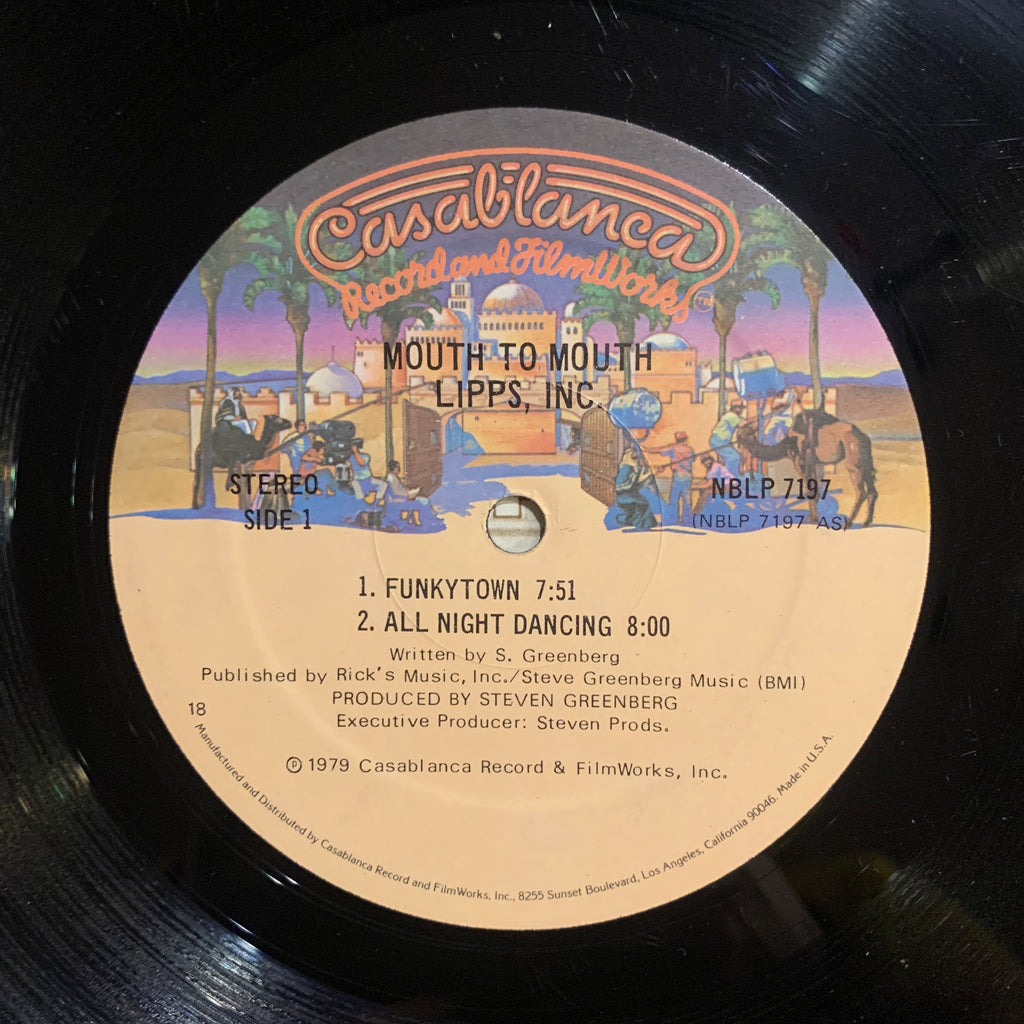 Casablanca
Record and FilmWorks TM
MOUTH TO MOUTH
LIPPS, INC.
STEREO
SIDE 1
NBLP 7197
(NBLP 7197 AS)
1. FUNKYTOWN 7:51
2. ALL NIGHT DANCING 8:00
Written by S. Greenberg
Published by Rick's Music, Inc./Steve Greenberg Music (BMI)
PRODUCED BY STEVEN GREENBERG
Executive Producer: Steven Prods.
18
℗ 1979 Casablanca Record & FilmWorks, Inc.
Manufactured and Distributed by Casablanca Record and FilmWorks, Inc., 8255 Sunset Boulevard, Los Angeles, California 90046. Made in U.S.A.